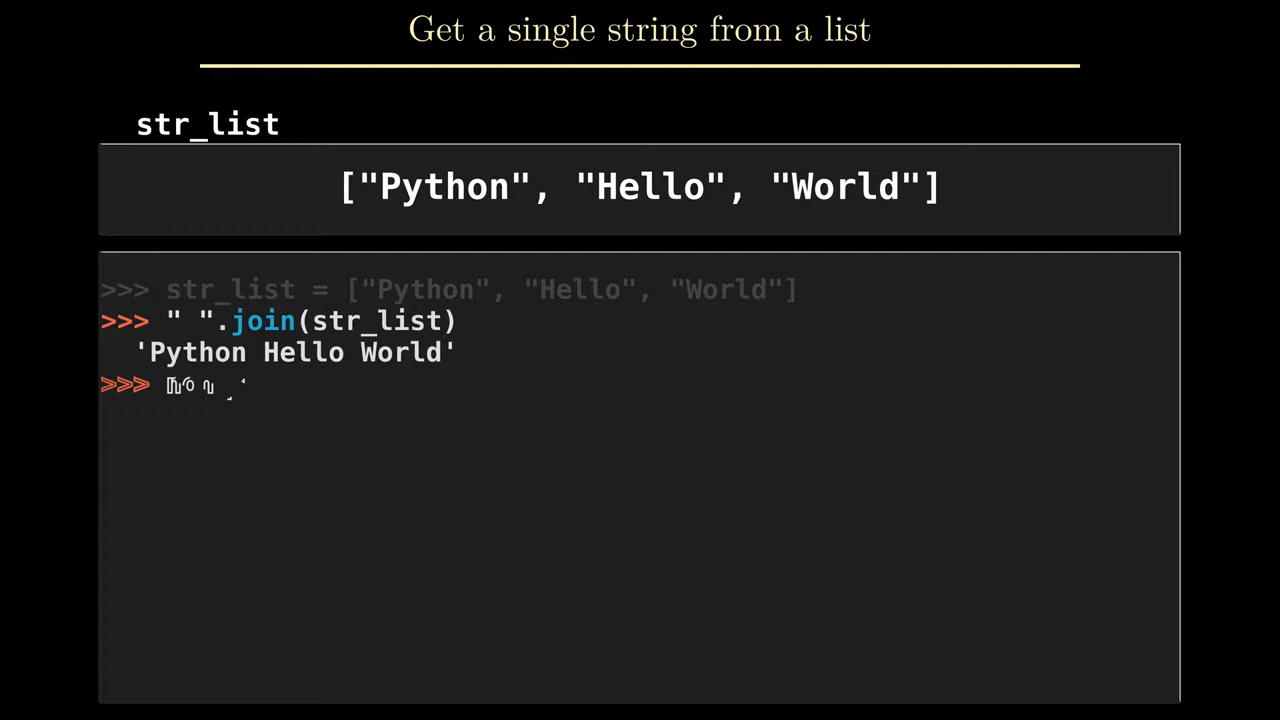 Get a single string from a list
str_list
["Python", "Hello", "World"]
>>> str_list = ["Python", "Hello", "World"]
>>> " ".join(str_list)
'Python Hello World'
>>>